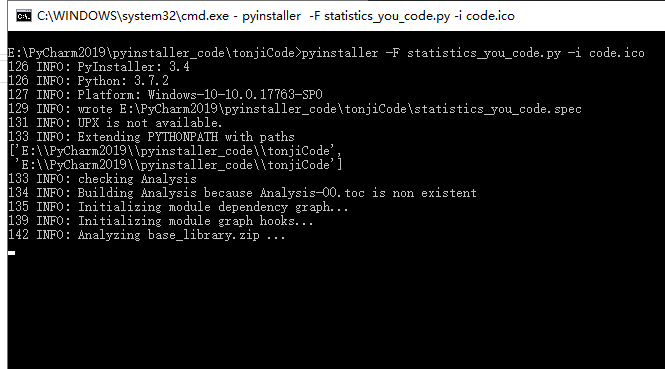 C:\WINDOWS\system32\cmd.exe - pyinstaller  -F statistics_you_code.py -i code.ico
E:\PyCharm2019\pyinstaller_code\tonjiCode>pyinstaller -F statistics_you_code.py -i code.ico
126 INFO: PyInstaller: 3.4
126 INFO: Python: 3.7.2
127 INFO: Platform: Windows-10-10.0.17763-SP0
129 INFO: wrote E:\PyCharm2019\pyinstaller_code\tonjiCode\statistics_you_code.spec
131 INFO: UPX is not available.
133 INFO: Extending PYTHONPATH with paths
['E:\\PyCharm2019\\pyinstaller_code\\tonjiCode',
 'E:\\PyCharm2019\\pyinstaller_code\\tonjiCode']
133 INFO: checking Analysis
134 INFO: Building Analysis because Analysis-00.toc is non existent
135 INFO: Initializing module dependency graph...
139 INFO: Initializing module graph hooks...
142 INFO: Analyzing base_library.zip ...